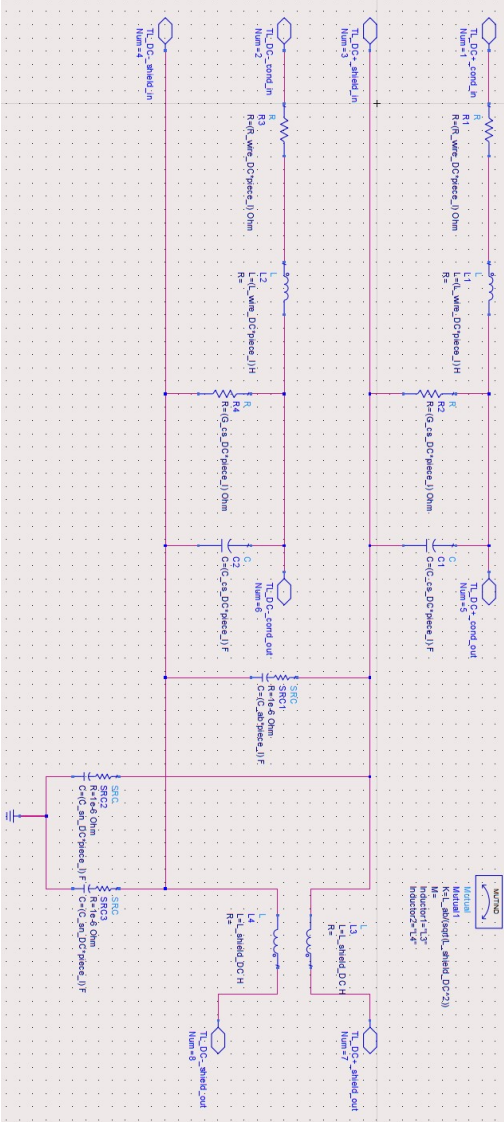 TL_DC+_cond_in
Num=1
R
R1
R=(R_wire_DC*piece_l) Ohm
L
L1
L=(L_wire_DC*piece_l) H
R=
R
R2
R=(G_cs_DC*piece_l) Ohm
C
C1
C=(C_cs_DC*piece_l) F
TL_DC+_cond_out
Num=5
MUTIND
Mutual
Mutual1
K=L_ab/(sqrt(L_shield_DC^2))
M=
Inductor1="L3"
Inductor2="L4"
TL_DC+_shield_in
Num=3
L
L3
L=L_shield_DC H
R=
TL_DC+_shield_out
Num=7
TL_DC-_cond_in
Num=2
R
R3
R=(R_wire_DC*piece_l) Ohm
L
L2
L=(L_wire_DC*piece_l) H
R=
R
R4
R=(G_cs_DC*piece_l) Ohm
C
C2
C=(C_cs_DC*piece_l) F
TL_DC-_cond_out
Num=6
SRC
SRC1
R=1e-6 Ohm
C=(C_ab*piece_l) F
L
L4
L=L_shield_DC H
R=
TL_DC-_shield_out
Num=8
TL_DC-_shield_in
Num=4
SRC
SRC2
R=1e-6 Ohm
C=(C_sn_DC*piece_l) F
SRC
SRC3
R=1e-6 Ohm
C=(C_sn_DC*piece_l) F